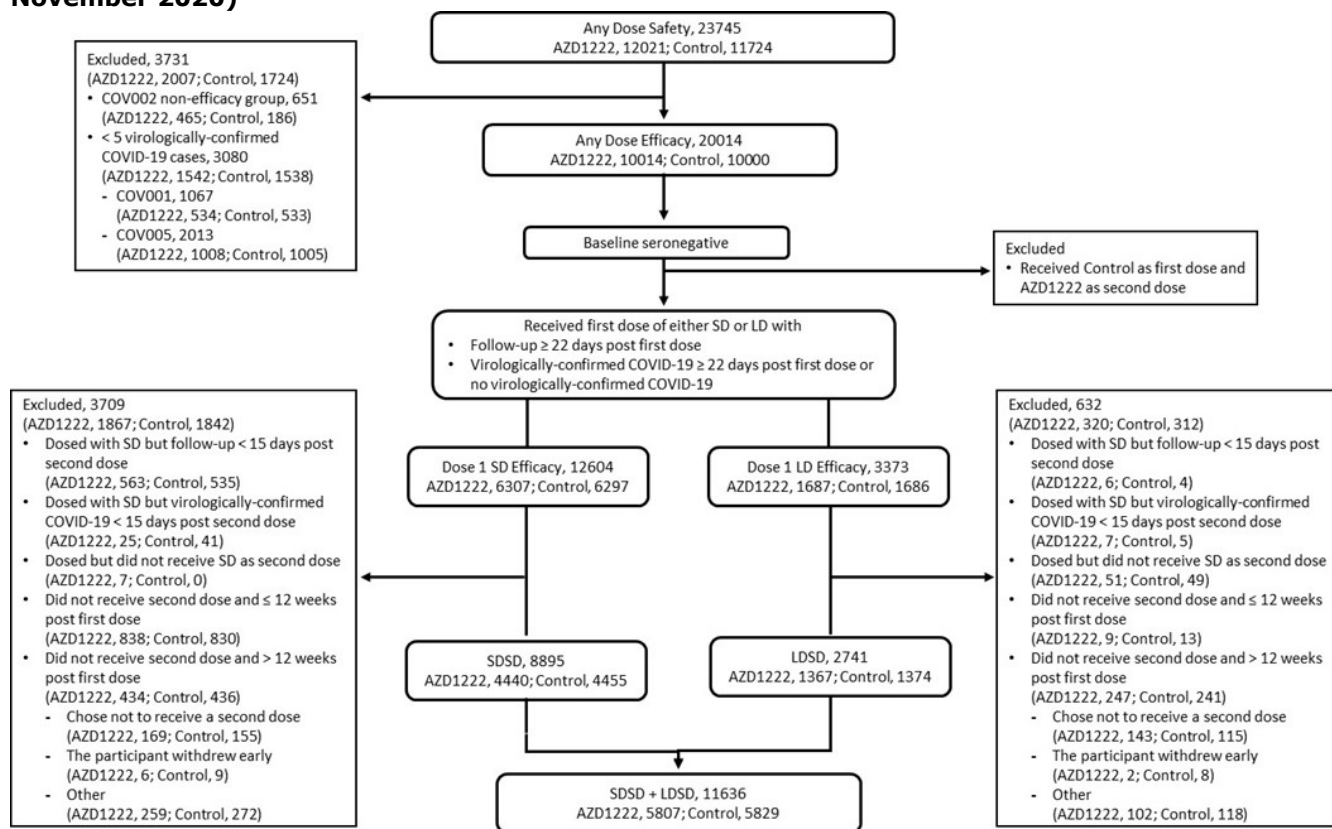 November 2020)
Any Dose Safety, 23745
AZD1222, 12021; Control, 11724
Excluded, 3731
(AZD1222, 2007; Control, 1724)
• COV002 non-efficacy group, 651
(AZD1222, 465; Control, 186)
• < 5 virologically-confirmed
COVID-19 cases, 3080
(AZD1222, 1542; Control, 1538)
- COV001, 1067
(AZD1222, 534; Control, 533)
- COV005, 2013
(AZD1222, 1008; Control, 1005)
Any Dose Efficacy, 20014
AZD1222, 10014; Control, 10000
Baseline seronegative
Excluded
• Received Control as first dose and
AZD1222 as second dose
Received first dose of either SD or LD with
• Follow-up ≥ 22 days post first dose
• Virologically-confirmed COVID-19 ≥ 22 days post first dose or
no virologically-confirmed COVID-19
Excluded, 3709
(AZD1222, 1867; Control, 1842)
• Dosed with SD but follow-up < 15 days post
second dose
(AZD1222, 563; Control, 535)
• Dosed with SD but virologically-confirmed
COVID-19 < 15 days post second dose
(AZD1222, 25; Control, 41)
• Dosed but did not receive SD as second dose
(AZD1222, 7; Control, 0)
• Did not receive second dose and ≤ 12 weeks
post first dose
(AZD1222, 838; Control, 830)
• Did not receive second dose and > 12 weeks
post first dose
(AZD1222, 434; Control, 436)
- Chose not to receive a second dose
(AZD1222, 169; Control, 155)
- The participant withdrew early
(AZD1222, 6; Control, 9)
- Other
(AZD1222, 259; Control, 272)
Dose 1 SD Efficacy, 12604
AZD1222, 6307; Control, 6297
Dose 1 LD Efficacy, 3373
AZD1222, 1687; Control, 1686
Excluded, 632
(AZD1222, 320; Control, 312)
• Dosed with SD but follow-up < 15 days post
second dose
(AZD1222, 6; Control, 4)
• Dosed with SD but virologically-confirmed
COVID-19 < 15 days post second dose
(AZD1222, 7; Control, 5)
• Dosed but did not receive SD as second dose
(AZD1222, 51; Control, 49)
• Did not receive second dose and ≤ 12 weeks
post first dose
(AZD1222, 9; Control, 13)
• Did not receive second dose and > 12 weeks
post first dose
(AZD1222, 247; Control, 241)
- Chose not to receive a second dose
(AZD1222, 143; Control, 115)
- The participant withdrew early
(AZD1222, 2; Control, 8)
- Other
(AZD1222, 102; Control, 118)
SDSD, 8895
AZD1222, 4440; Control, 4455
LDSD, 2741
AZD1222, 1367; Control, 1374
SDSD + LDSD, 11636
AZD1222, 5807; Control, 5829